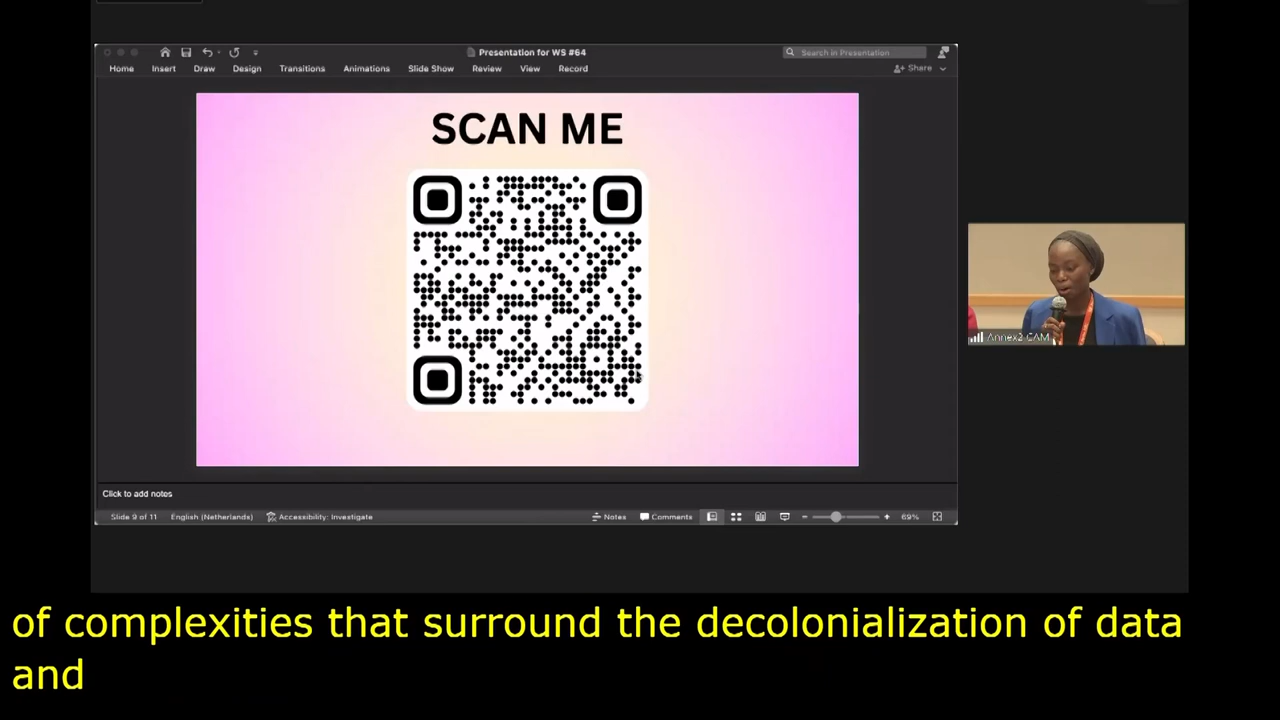 Presentation for WS #64
Search in Presentation
Home Insert Draw Design Transitions Animations Slide Show Review View Record
Share
SCAN ME
Annex2 CAM
Click to add notes
Slide 9 of 11 English (Netherlands) Accessibility: Investigate Notes Comments 69%
of complexities that surround the decolonialization of data
and